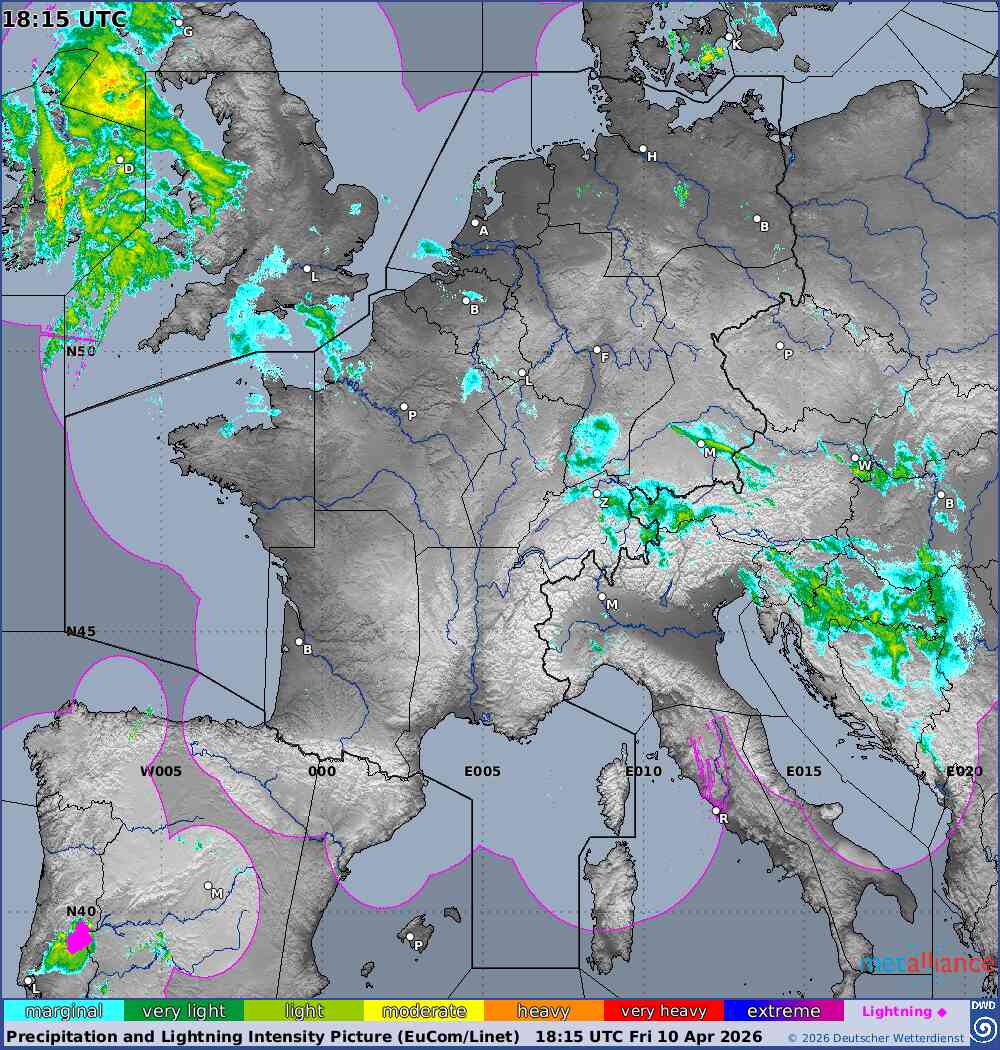 18:15 UTC
G
K
D
H
A
B
L
B
N50
P
F
L
P
M
W
Z
B
M
N45
B
W005
000
E005
E010
E015
E020
R
M
N40
P
L
metalliance
marginal
very light
light
moderate
heavy
very heavy
extreme
Lightning ◆
DWD
Precipitation and Lightning Intensity Picture (EuCom/Linet) 18:15 UTC Fri 10 Apr 2026
© 2026 Deutscher Wetterdienst